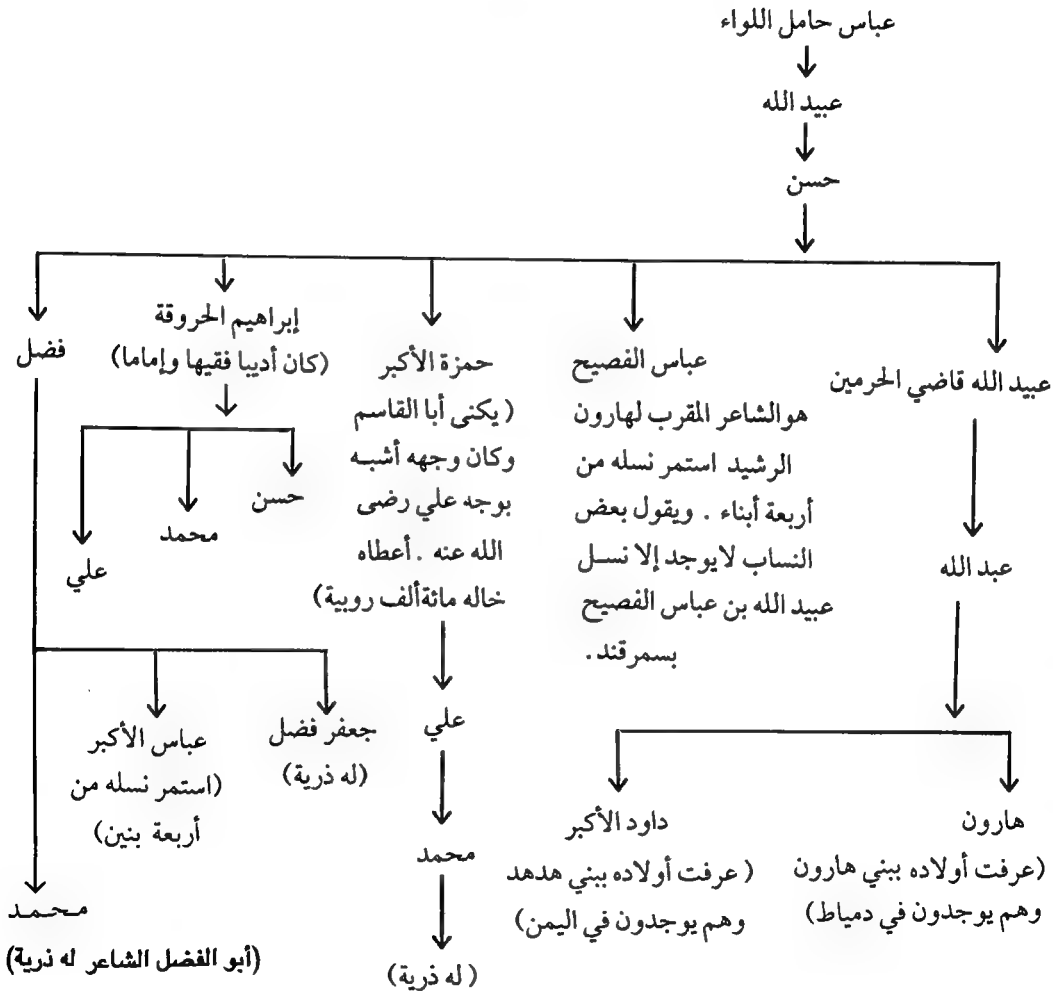 عباس حامل اللواء
عبيد الله
حسن
عبيد الله قاضي الحرمين
عبد الله
هارون
(عرفت أولاده ببني هارون
وهم يوجدون في دمياط)
داود الأكبر
(عرفت أولاده ببني هدهد
وهم يوجدون في اليمن)
عباس الفصيح
هو الشاعر المقرب لهارون
الرشيد استمر نسله من
أربعة أبناء . ويقول بعض
النساب لايوجد إلا نسل
عبيد الله بن عباس الفصيح
بسمرقند.
حمزة الأكبر
(يكنى أبا القاسم
وكان وجهه أشبه
بوجه علي رضى
الله عنه . أعطاه
خاله مائة ألف روبية)
علي
محمد
(له ذرية)
إبراهيم الحروقة
(كان أديبا فقيها وإماما)
حسن
محمد
علي
فضل
جعفر فضل
(له ذرية)
عباس الأكبر
(استمر نسله من
أربعة بنين)
محمد
(أبو الفضل الشاعر له ذرية)